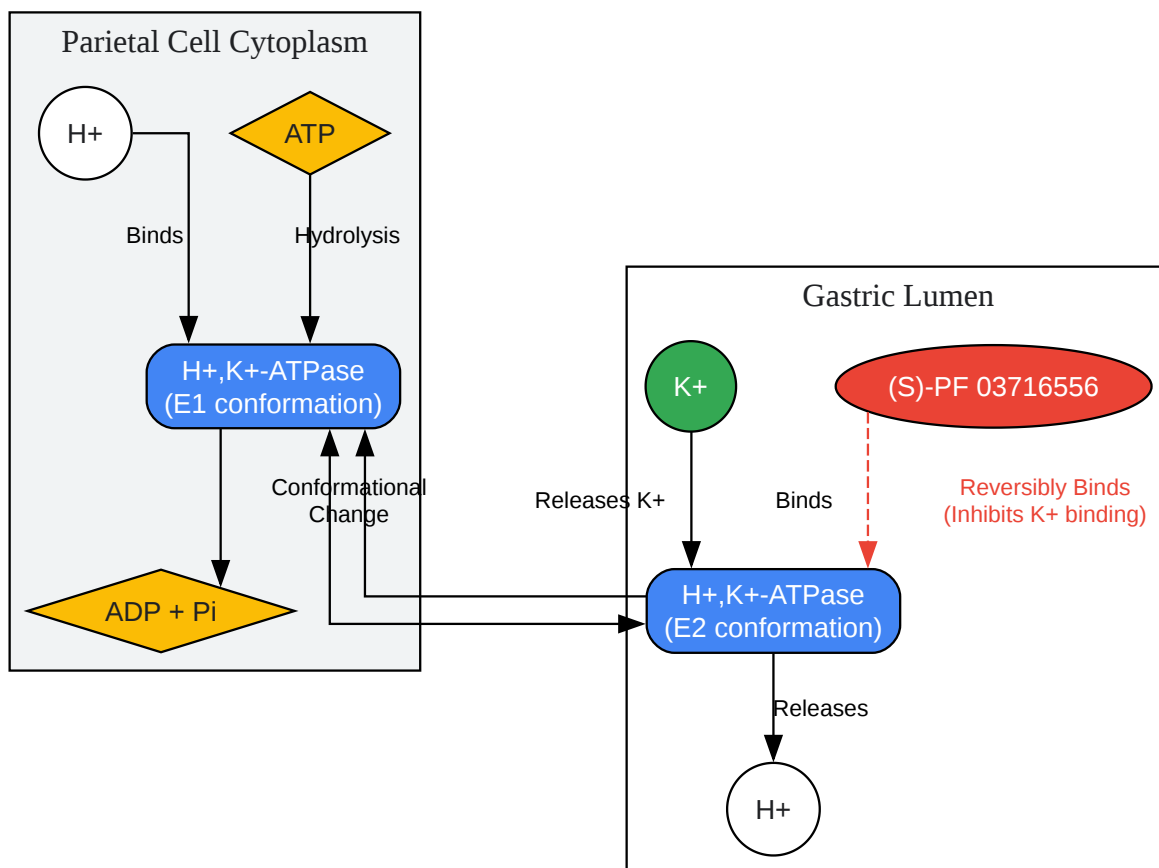 Parietal Cell Cytoplasm
H+
ATP
Binds
Hydrolysis
H+,K+-ATPase
(E1 conformation)
Conformational
Change
ADP + Pi
Gastric Lumen
K+
(S)-PF 03716556
Releases K+
Binds
Reversibly Binds
(Inhibits K+ binding)
H+,K+-ATPase
(E2 conformation)
Releases
H+